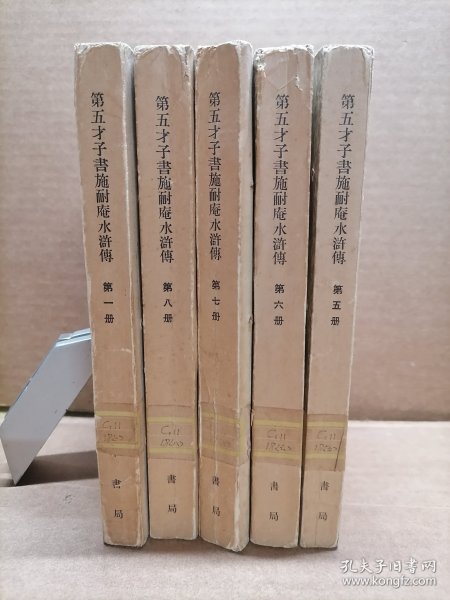 第五才子書施耐庵水滸傳
第一册
書局
第五才子書施耐庵水滸傳
第八册
書局
第五才子書施耐庵水滸傳
第七册
書局
第五才子書施耐庵水滸傳
第六册
書局
第五才子書施耐庵水滸傳
第五册
書局
孔夫子旧书网
www.kongfz.com